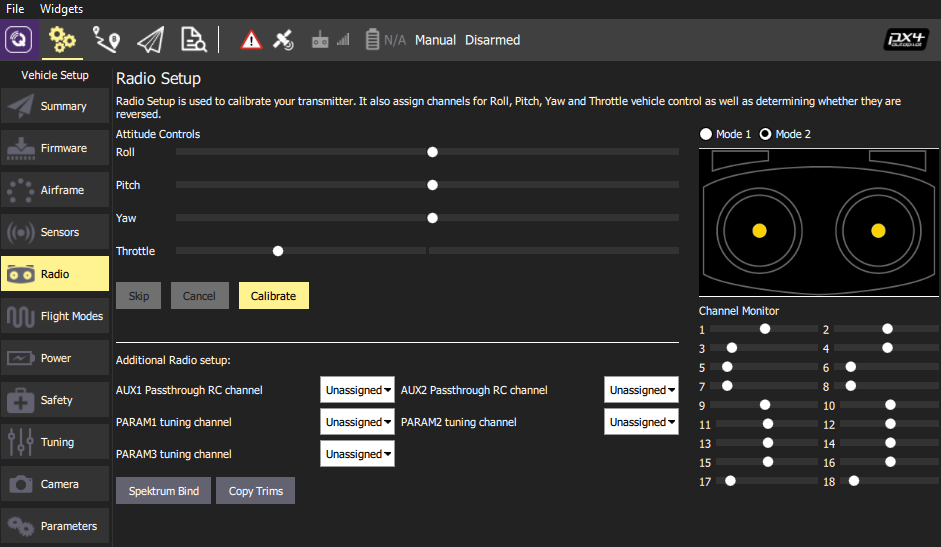 File Widgets
N/A Manual Disarmed
px4
autopilot
Vehicle Setup
Summary
Firmware
Airframe
Sensors
Radio
Flight Modes
Power
Safety
Tuning
Camera
Parameters
Radio Setup
Radio Setup is used to calibrate your transmitter. It also assign channels for Roll, Pitch, Yaw and Throttle vehicle control as well as determining whether they are
reversed.
Attitude Controls
Roll
Pitch
Yaw
Throttle
Skip Cancel Calibrate
Additional Radio setup:
AUX1 Passthrough RC channel Unassigned AUX2 Passthrough RC channel Unassigned
PARAM1 tuning channel Unassigned PARAM2 tuning channel Unassigned
PARAM3 tuning channel Unassigned
Spektrum Bind Copy Trims
Mode 1 Mode 2
Channel Monitor
1 2
3 4
5 6
7 8
9 10
11 12
13 14
15 16
17 18